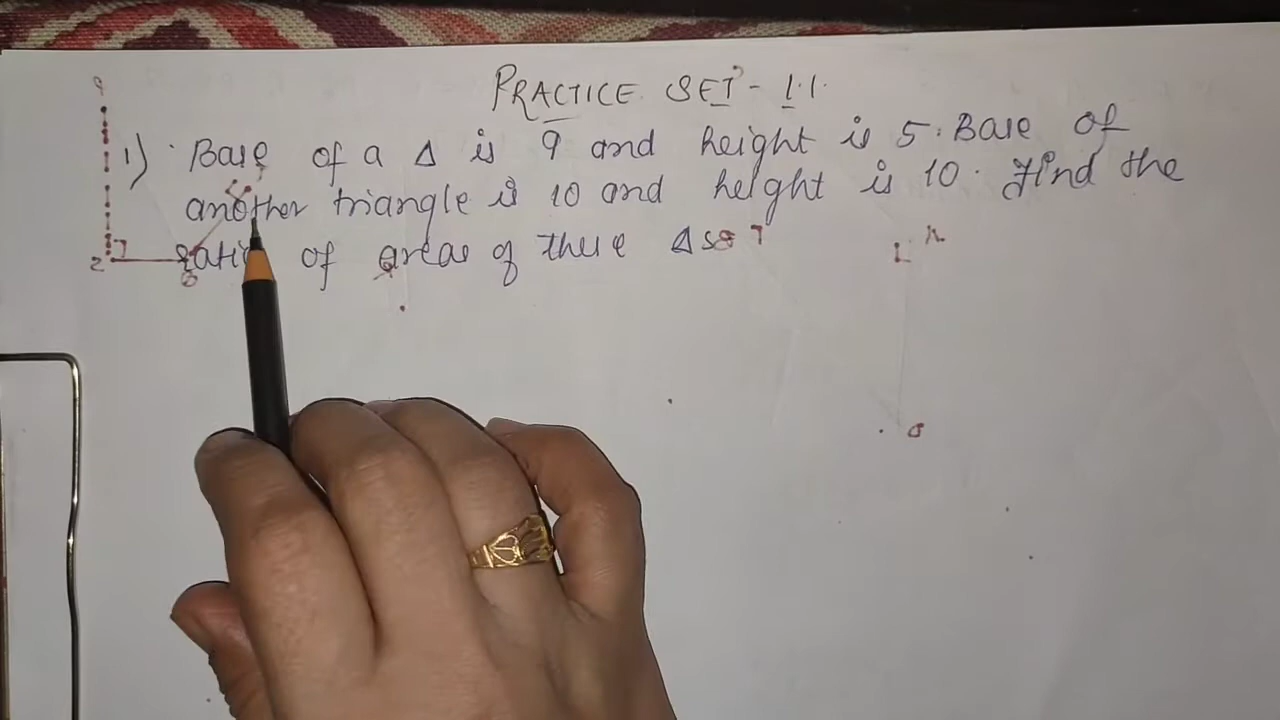 PRACTICE SET - 1.1.
1) Base of a Δ is 9 and height is 5. Base of
another triangle is 10 and height is 10. Find the
ratio of areas of these Δs